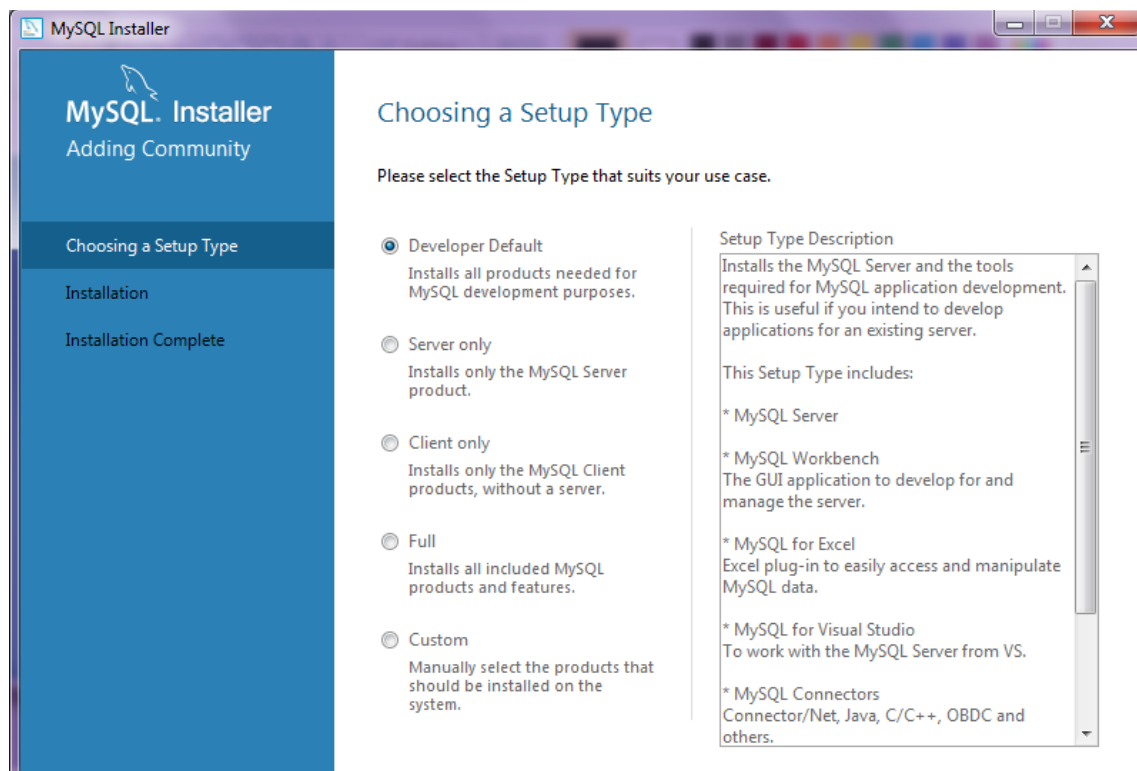 MySQL Installer
MySQL. Installer
Adding Community
Choosing a Setup Type
Installation
Installation Complete
Choosing a Setup Type
Please select the Setup Type that suits your use case.
Developer Default
Installs all products needed for
MySQL development purposes.
Server only
Installs only the MySQL Server
product.
Client only
Installs only the MySQL Client
products, without a server.
Full
Installs all included MySQL
products and features.
Custom
Manually select the products that
should be installed on the
system.
Setup Type Description
Installs the MySQL Server and the tools
required for MySQL application development.
This is useful if you intend to develop
applications for an existing server.
This Setup Type includes:
* MySQL Server
* MySQL Workbench
The GUI application to develop for and
manage the server.
* MySQL for Excel
Excel plug-in to easily access and manipulate
MySQL data.
* MySQL for Visual Studio
To work with the MySQL Server from VS.
* MySQL Connectors
Connector/Net, Java, C/C++, OBDC and
others.